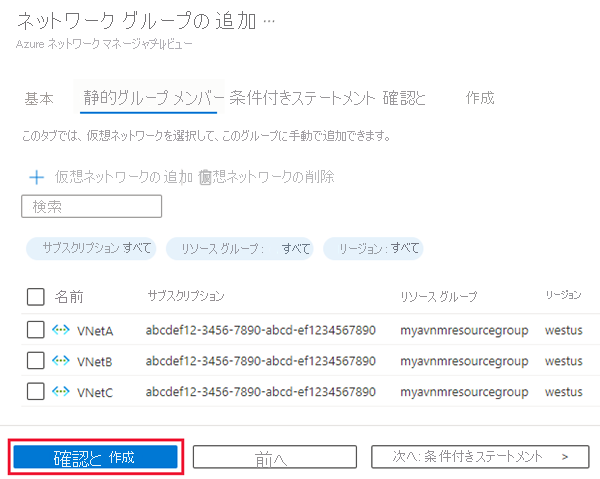 ネットワーク グループの 追加 …
Azure ネットワーク マネージャープレビュー
基本 静的グループ メンバー 条件付きステートメント 確認と 作成
このタブでは、仮想ネットワークを選択して、このグループに手動で追加できます。
仮想ネットワークの 追加 仮想ネットワークの削除
検索
サブスクリプション すべて リソース グループ : すべて リージョン : すべて
名前 サブスクリプション リソース グループ リージョン
VNetA abcdef12-3456-7890-abcd-ef1234567890 myavnmresourcegroup westus
VNetB abcdef12-3456-7890-abcd-ef1234567890 myavnmresourcegroup westus
VNetC abcdef12-3456-7890-abcd-ef1234567890 myavnmresourcegroup westus
確認と 作成 前へ 次へ: 条件付きステートメント >